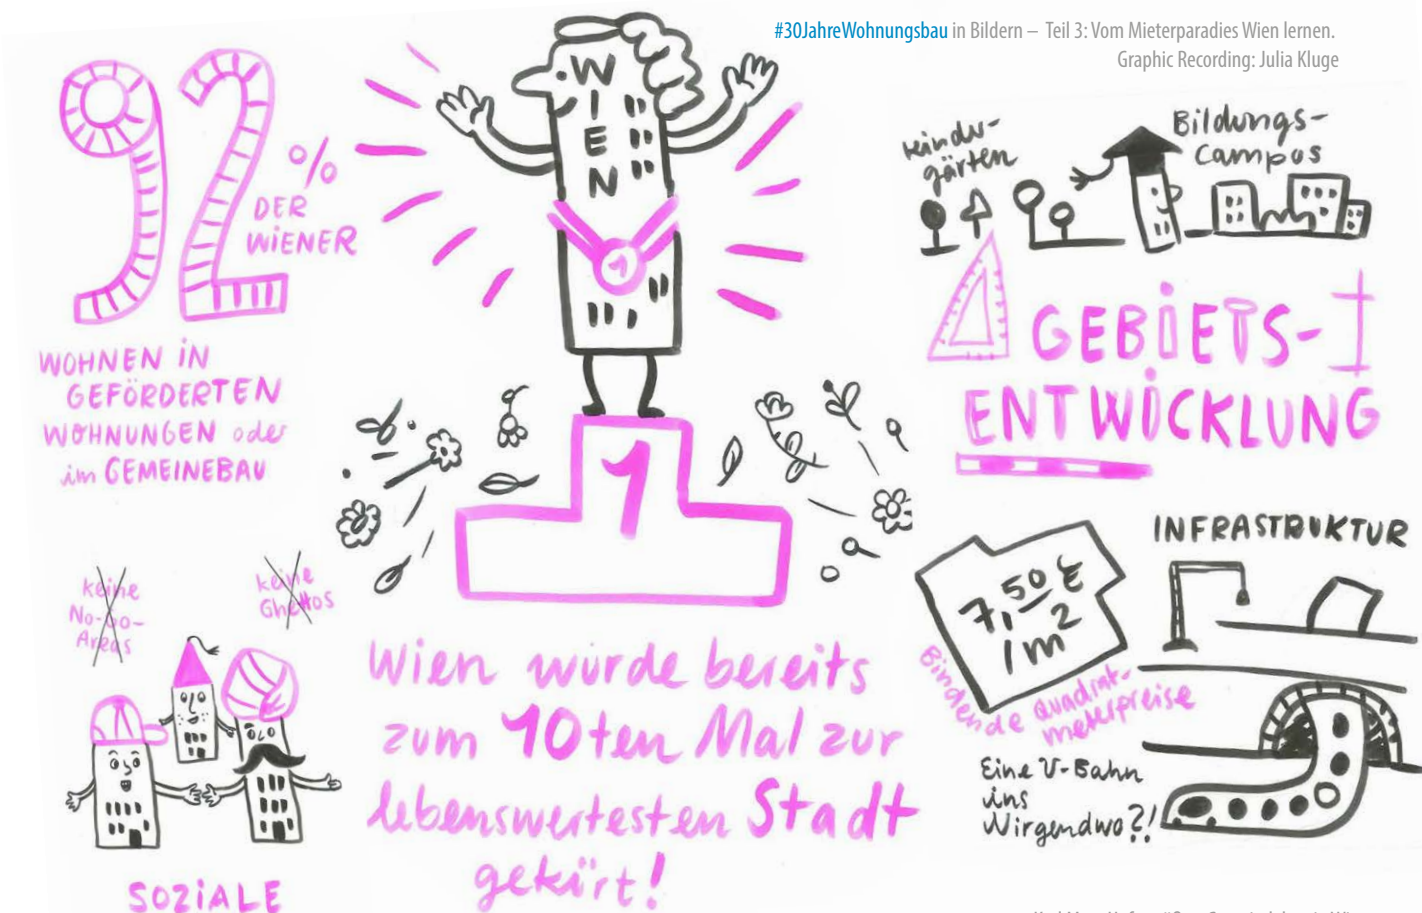 #30JahreWohnungsbau in Bildern – Teil 3: Vom Mieterparadies Wien lernen.
Graphic Recording: Julia Kluge
92
%
DER
WIENER
WOHNEN IN
GEFÖRDERTEN
WOHNUNGEN oder
im GEMEINEBAU
WIEN
1
1
Kinder-
gärten
Bildungs-
Campus
GEBIETS-
ENTWICKLUNG
keine
No-Go-
Areas
keine
Ghettos
SOZIALE
Wien wurde bereits
zum 10ten Mal zur
lebenswertesten Stadt
gekürt!
7,50 €
1m²
Bindende Quadrat-
meterpreise
INFRASTRUKTUR
Eine U-Bahn
ins
Nirgendwo?!